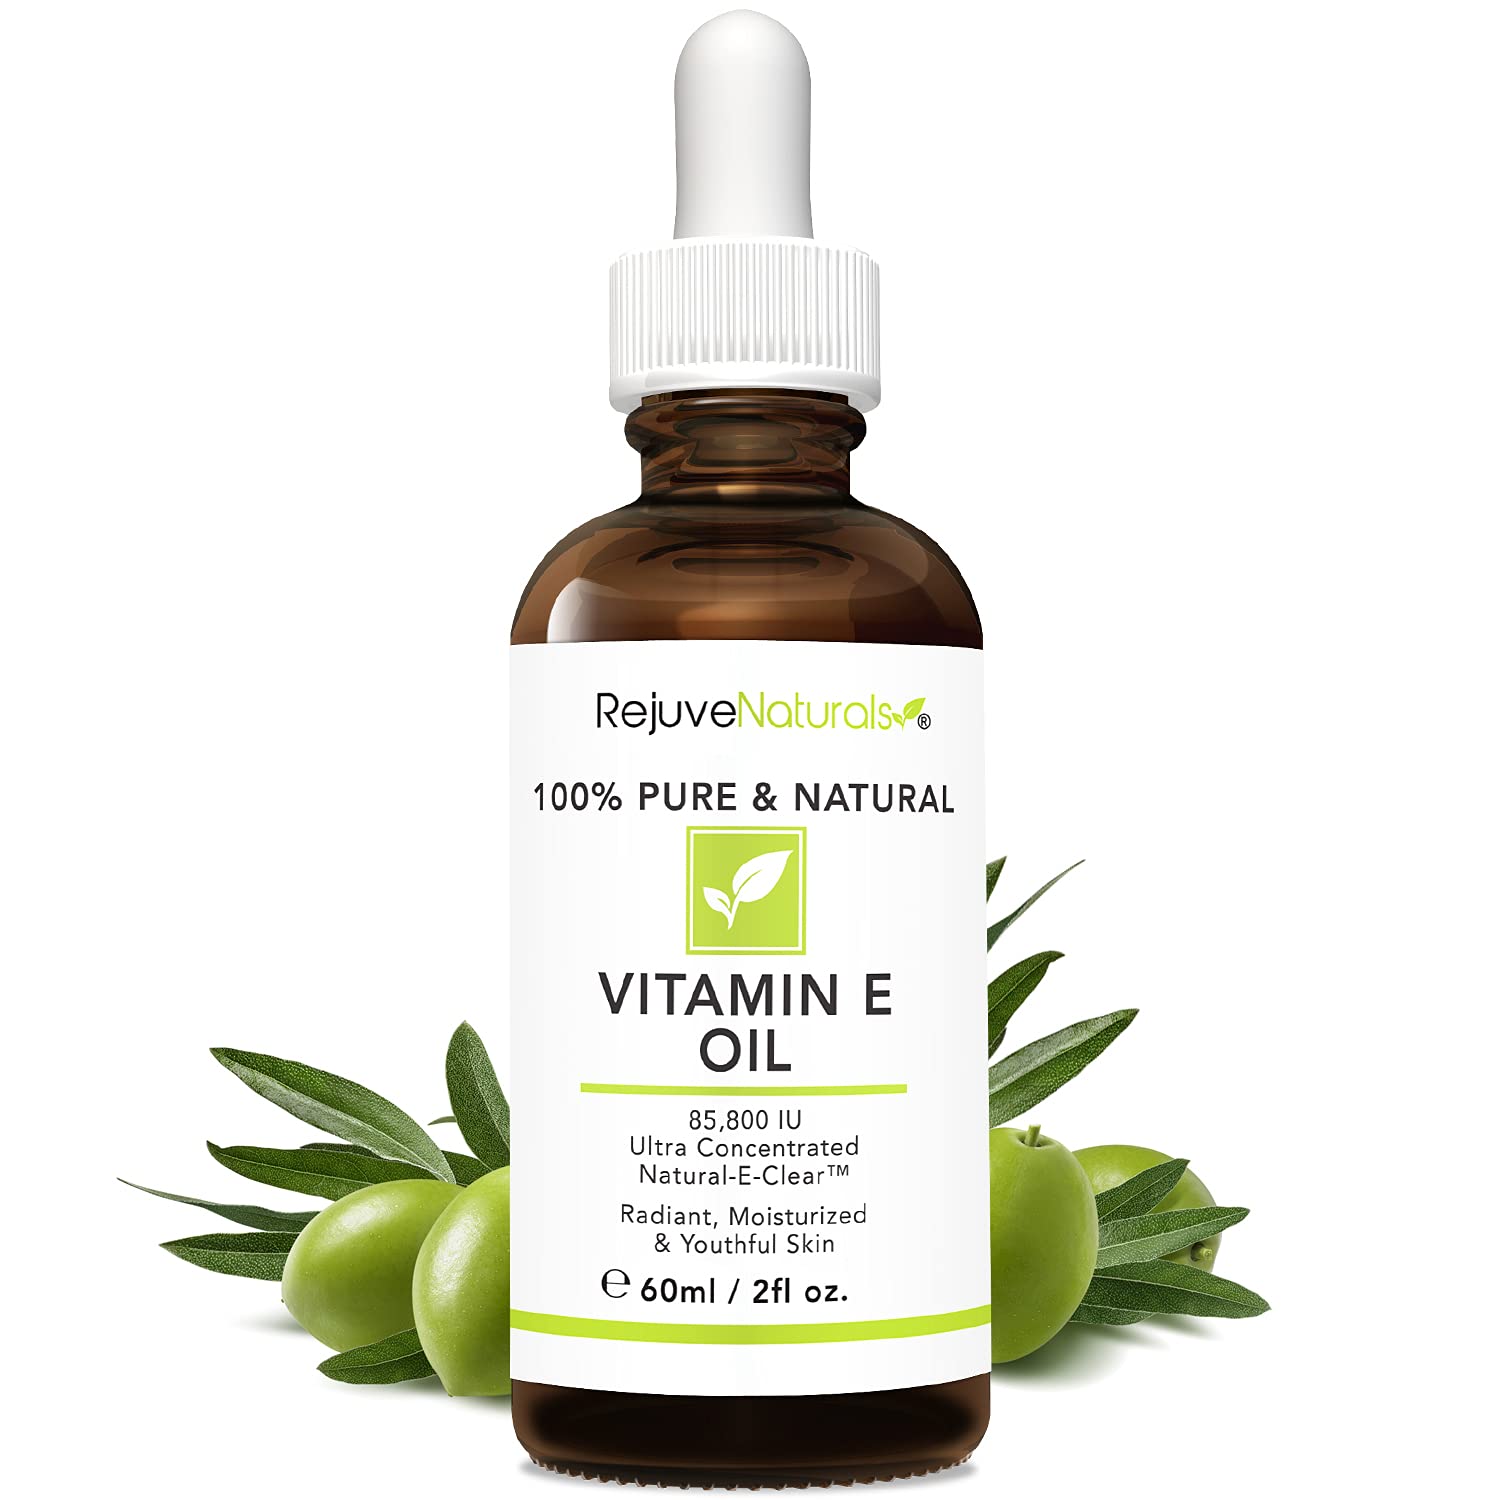 RejuveNaturals®
100% PURE & NATURAL
VITAMIN E
OIL
85,800 IU
Ultra Concentrated
Natural-E-Clear™
Radiant, Moisturized
& Youthful Skin
℮ 60ml / 2fl oz.